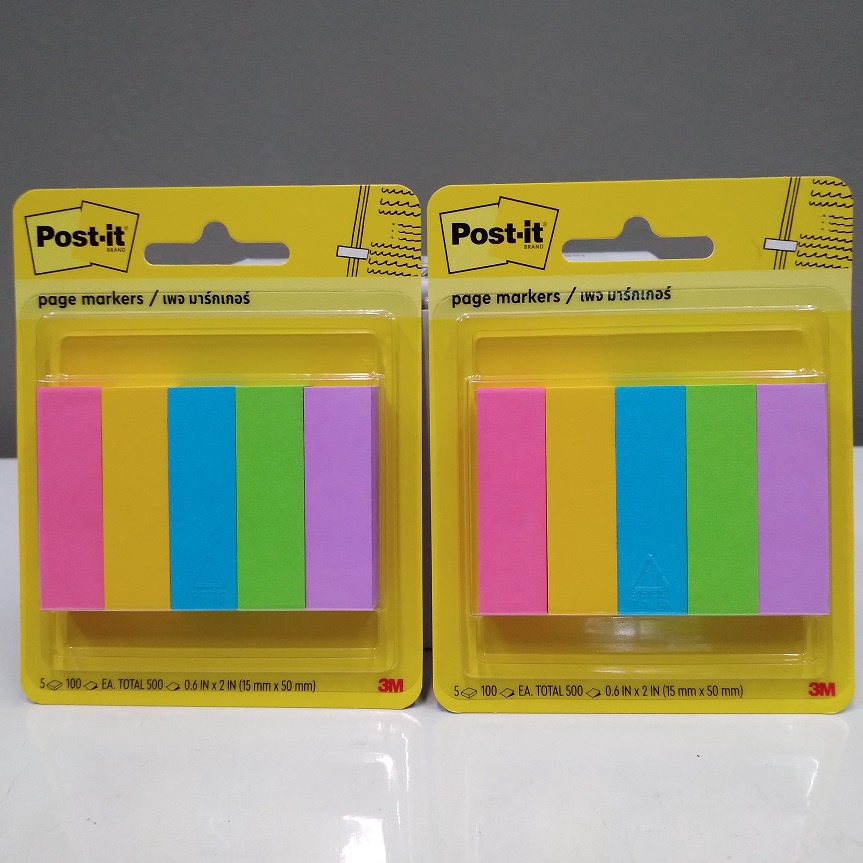 Post-it
BRAND
page markers / เพจ มาร์กเกอร์
5 100 EA. TOTAL 500 0.6 IN x 2 IN (15 mm x 50 mm)
3M
Post-it
BRAND
page markers / เพจ มาร์กเกอร์
5 100 EA. TOTAL 500 0.6 IN x 2 IN (15 mm x 50 mm)
3M